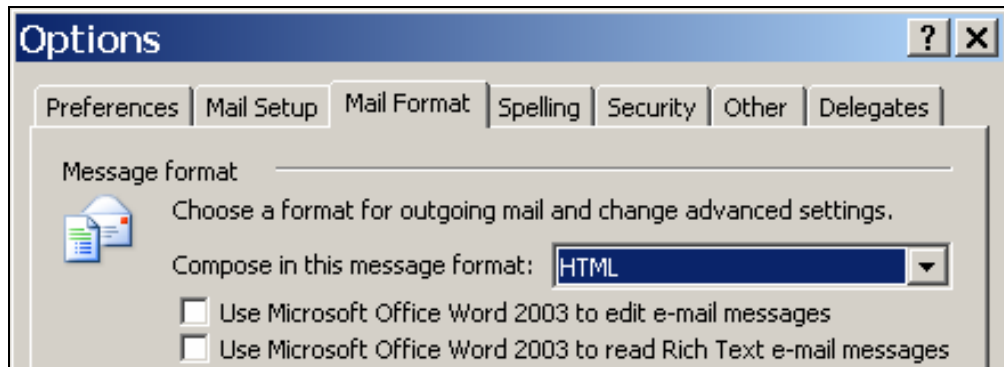 Options
Preferences Mail Setup Mail Format Spelling Security Other Delegates
Message format
Choose a format for outgoing mail and change advanced settings.
Compose in this message format: HTML
Use Microsoft Office Word 2003 to edit e-mail messages
Use Microsoft Office Word 2003 to read Rich Text e-mail messages